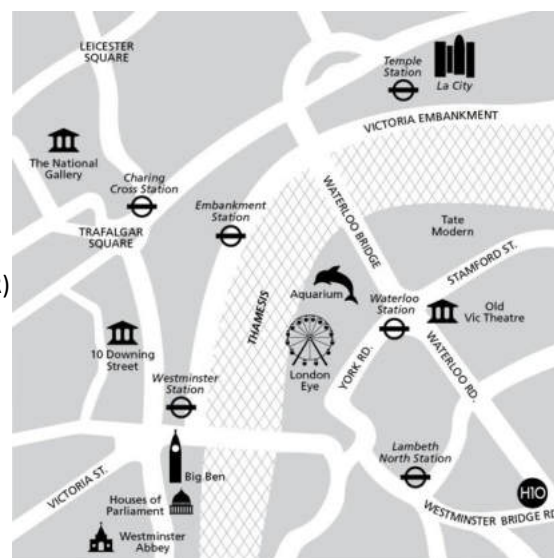 LEICESTER
SQUARE
Temple
Station
La City
VICTORIA EMBANKMENT
The National
Gallery
Charing
Cross Station
Embankment
Station
TRAFALGAR
SQUARE
WATERLOO BRIDGE
Tate
Modern
STAMFORD ST.
)
Aquarium
Waterloo
Station
Old
Vic Theatre
THAMESIS
10 Downing
Street
London
Eye
YORK RD.
WATERLOO RD.
Westminster
Station
Lambeth
North Station
Big Ben
VICTORIA ST.
Houses of
Parliament
H10
WESTMINSTER BRIDGE RD
Westminster
Abbey